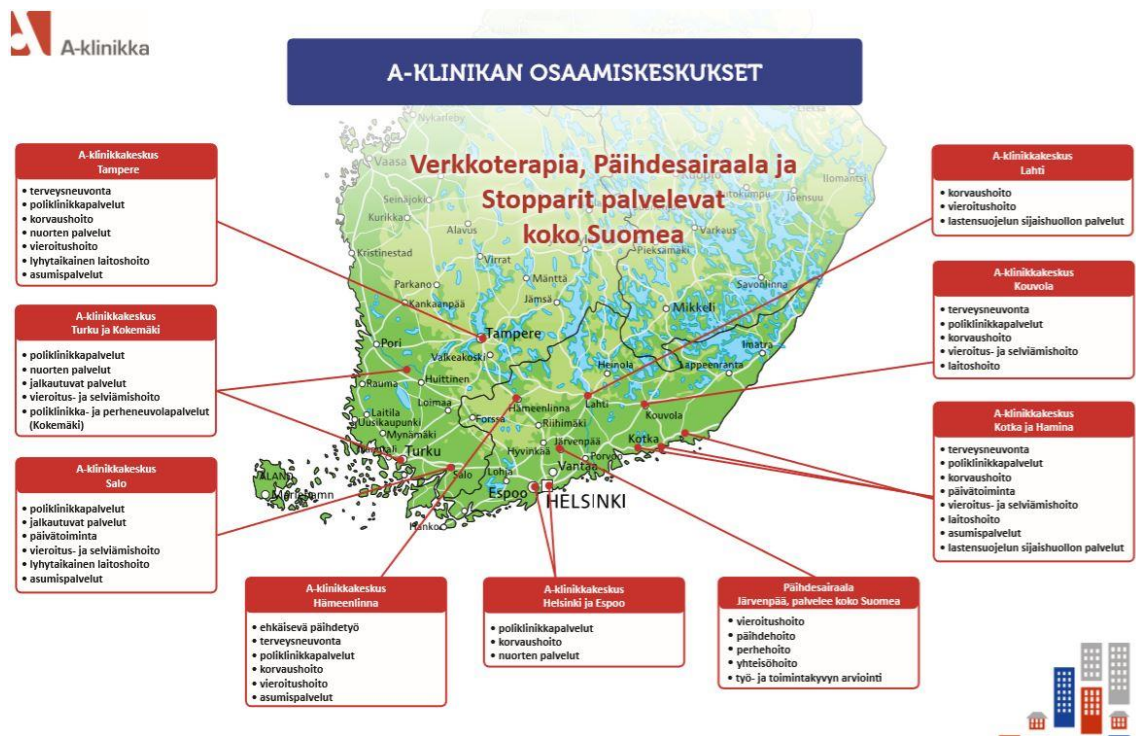 A-klinikka
A-KLINIKAN OSAAMISKESKUKSET
Verkkoterapia, Päihdesairaala ja
Stopparit palvelevat
koko Suomea
A-klinikkakeskus
Tampere
• terveysneuvonta
• poliklinikkapalvelut
• korvaushoito
• nuorten palvelut
• vieroitushoito
• lyhytaikainen laitoshoito
• asumispalvelut
A-klinikkakeskus
Turku ja Kokemäki
• poliklinikkapalvelut
• nuorten palvelut
• jalkautuvat palvelut
• vieroitus- ja selviämishoito
• poliklinikka- ja perheneuvolapalvelut
(Kokemäki)
A-klinikkakeskus
Salo
• poliklinikkapalvelut
• jalkautuvat palvelut
• päivätoiminta
• vieroitus- ja selviämishoito
• lyhytaikainen laitoshoito
• asumispalvelut
A-klinikkakeskus
Hämeenlinna
• ehkäisevä päihdetyö
• terveysneuvonta
• poliklinikkapalvelut
• korvaushoito
• vieroitushoito
• asumispalvelut
A-klinikkakeskus
Helsinki ja Espoo
• poliklinikkapalvelut
• korvaushoito
• nuorten palvelut
Päihdesairaala
Järvenpää, palvelee koko Suomea
• vieroitushoito
• päihdehoito
• perhehoito
• yhteisöhoito
• työ- ja toimintakyvyn arviointi
A-klinikkakeskus
Lahti
• korvaushoito
• vieroitushoito
• lastensuojelun sijaishuollon palvelut
A-klinikkakeskus
Kouvola
• terveysneuvonta
• poliklinikkapalvelut
• korvaushoito
• vieroitus- ja selviämishoito
• laitoshoito
A-klinikkakeskus
Kotka ja Hamina
• terveysneuvonta
• poliklinikkapalvelut
• korvaushoito
• päivätoiminta
• vieroitus- ja selviämishoito
• laitoshoito
• asumispalvelut
• lastensuojelun sijaishuollon palvelut
Nykarleby
Lieksa
Vaasa
Ilomantsi
Seinäjoki
Joensuu
Kurikka
Alavus
Varkaus
Kristinestad
Virrat
Pieksämäki
Parkano
Mänttä
Savonlinna
Kankaanpää
Jämsä
Mikkeli
Tampere
Pori
Valkeakoski
Imatra
Heinola
Lappeenranta
Rauma
Huittinen
Loimaa
Hämeenlinna
Lahti
Kouvola
Laitila
Uusikaupunki
Forssa
Riihimäki
Mynämäki
Järvenpää
Kotka
Hyvinkää
Turku
Porvoo
Salo
Lohja
Vantaa
ÅLAND
Espoo
HELSINKI
Hanko